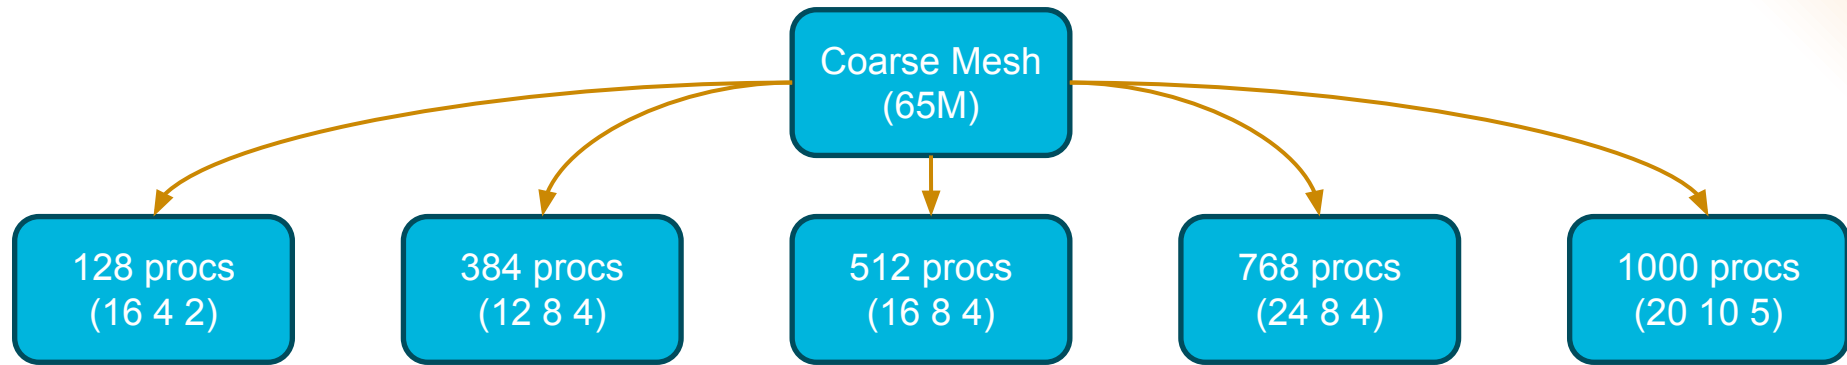 Coarse Mesh
(65M)
128 procs
(16 4 2)
384 procs
(12 8 4)
512 procs
(16 8 4)
768 procs
(24 8 4)
1000 procs
(20 10 5)